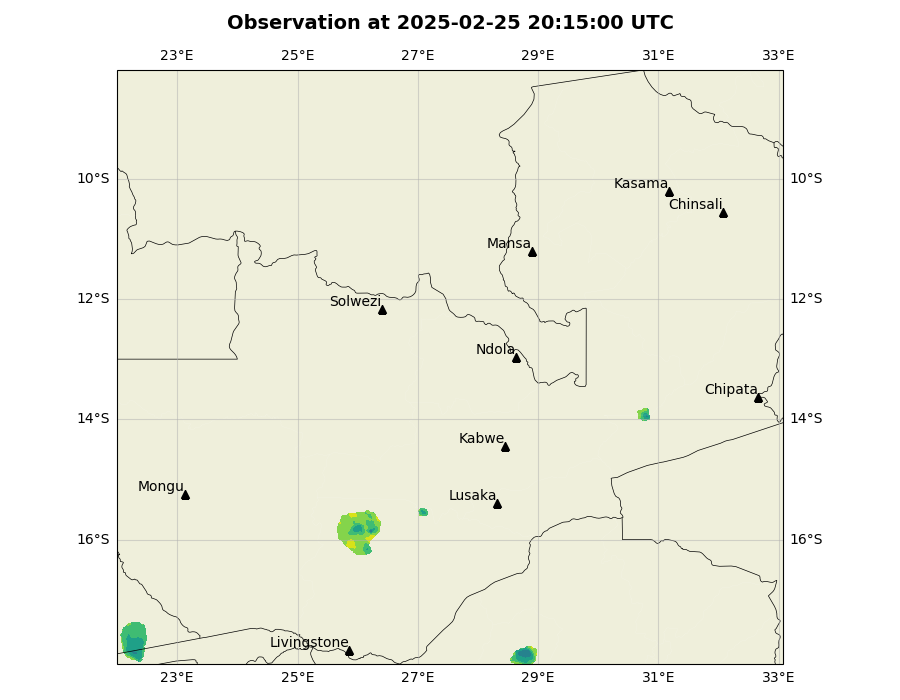 Observation at 2025-02-25 20:15:00 UTC
23°E 25°E 27°E 29°E 31°E 33°E
10°S 10°S
Kasama
Chinsali
Mansa
12°S 12°S
Solwezi
Ndola
Chipata
14°S 14°S
Kabwe
Mongu
Lusaka
16°S 16°S
Livingstone
23°E 25°E 27°E 29°E 31°E 33°E